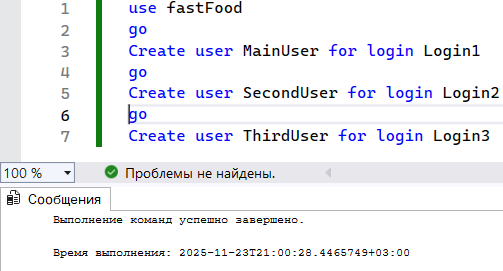 1 use fastFood
2 go
3 Create user MainUser for login Login1
4 go
5 Create user SecondUser for login Login2
6 go
7 Create user ThirdUser for login Login3
100 % Проблемы не найдены.
Сообщения
Выполнение команд успешно завершено.
Время выполнения: 2025-11-23T21:00:28.4465749+03:00